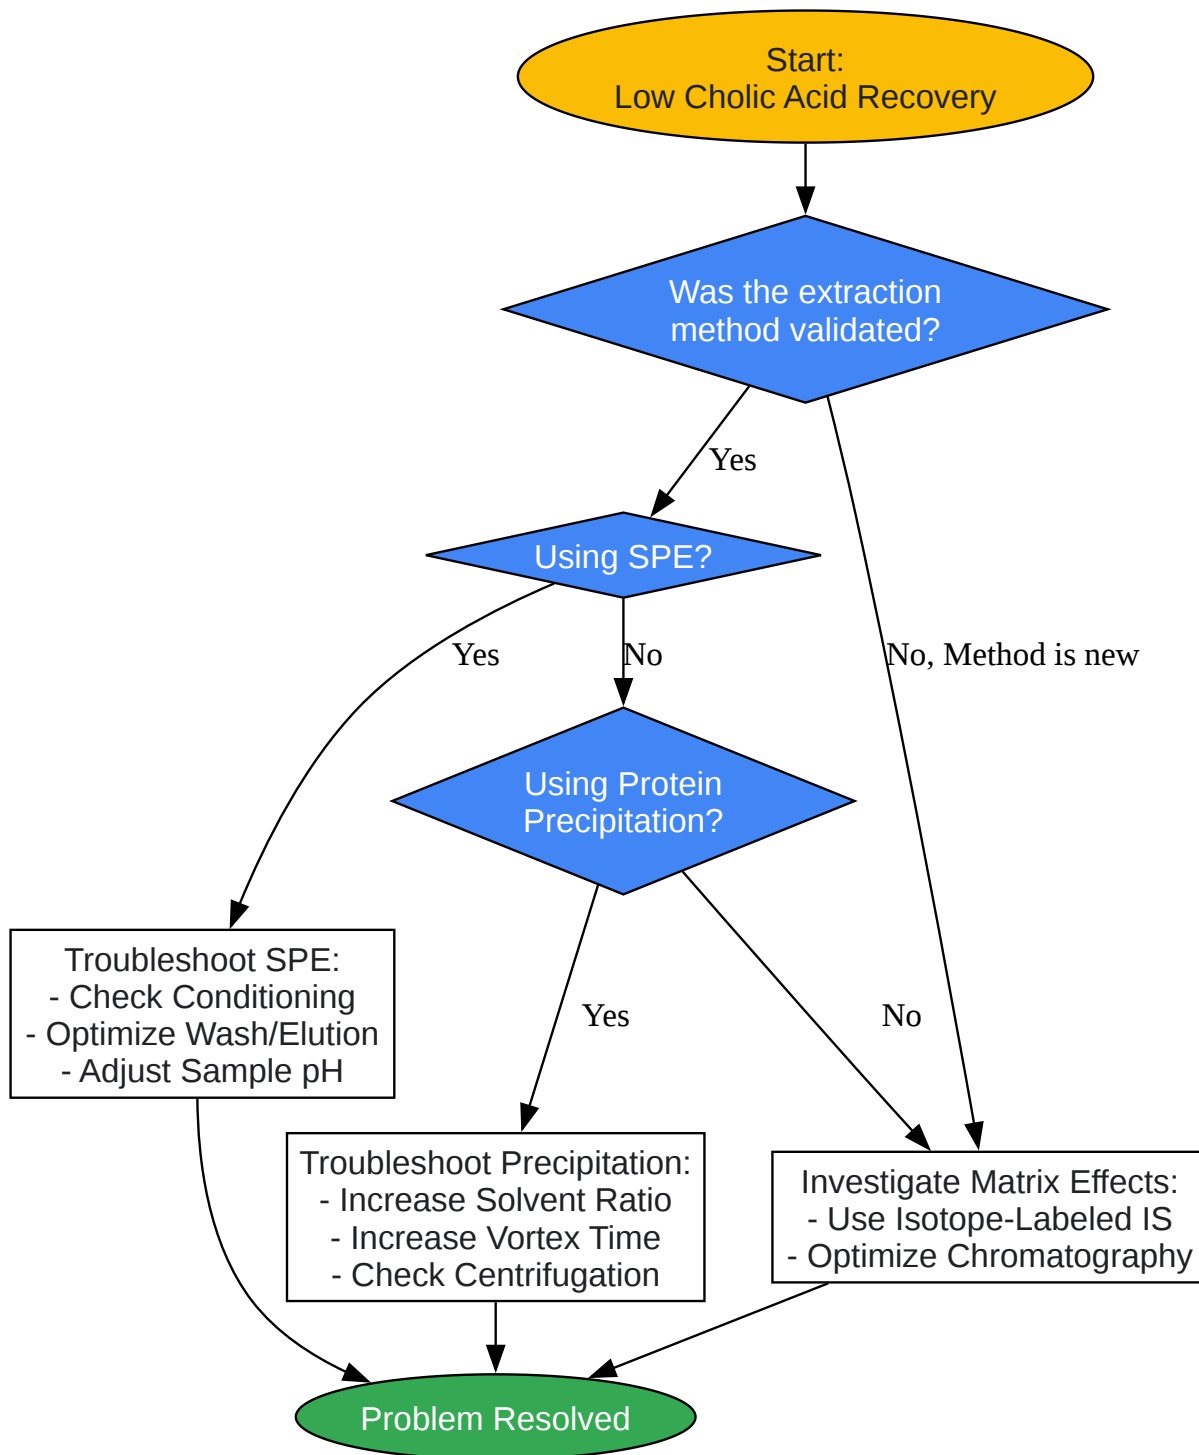 Start:
Low Cholic Acid Recovery
Was the extraction
method validated?
Yes
Using SPE?
Yes
No
No, Method is new
Using Protein
Precipitation?
Troubleshoot SPE:
- Check Conditioning
- Optimize Wash/Elution
- Adjust Sample pH
Yes
No
Troubleshoot Precipitation:
- Increase Solvent Ratio
- Increase Vortex Time
- Check Centrifugation
Investigate Matrix Effects:
- Use Isotope-Labeled IS
- Optimize Chromatography
Problem Resolved